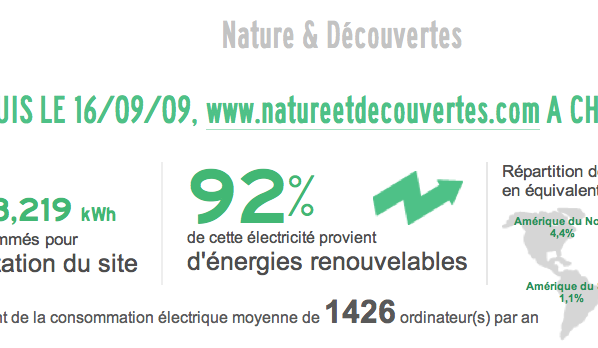 Nature & Découvertes
UIS LE 16/09/09, www.natureetdecouvertes.com A CH
3,219 kWh
mmés pour
tation du site
92%
de cette électricité provient
d'énergies renouvelables
Répartition d
en équivalent
Amérique du No
4,4%
Amérique du
1,1%
nt de la consommation électrique moyenne de 1426 ordinateur(s) par an